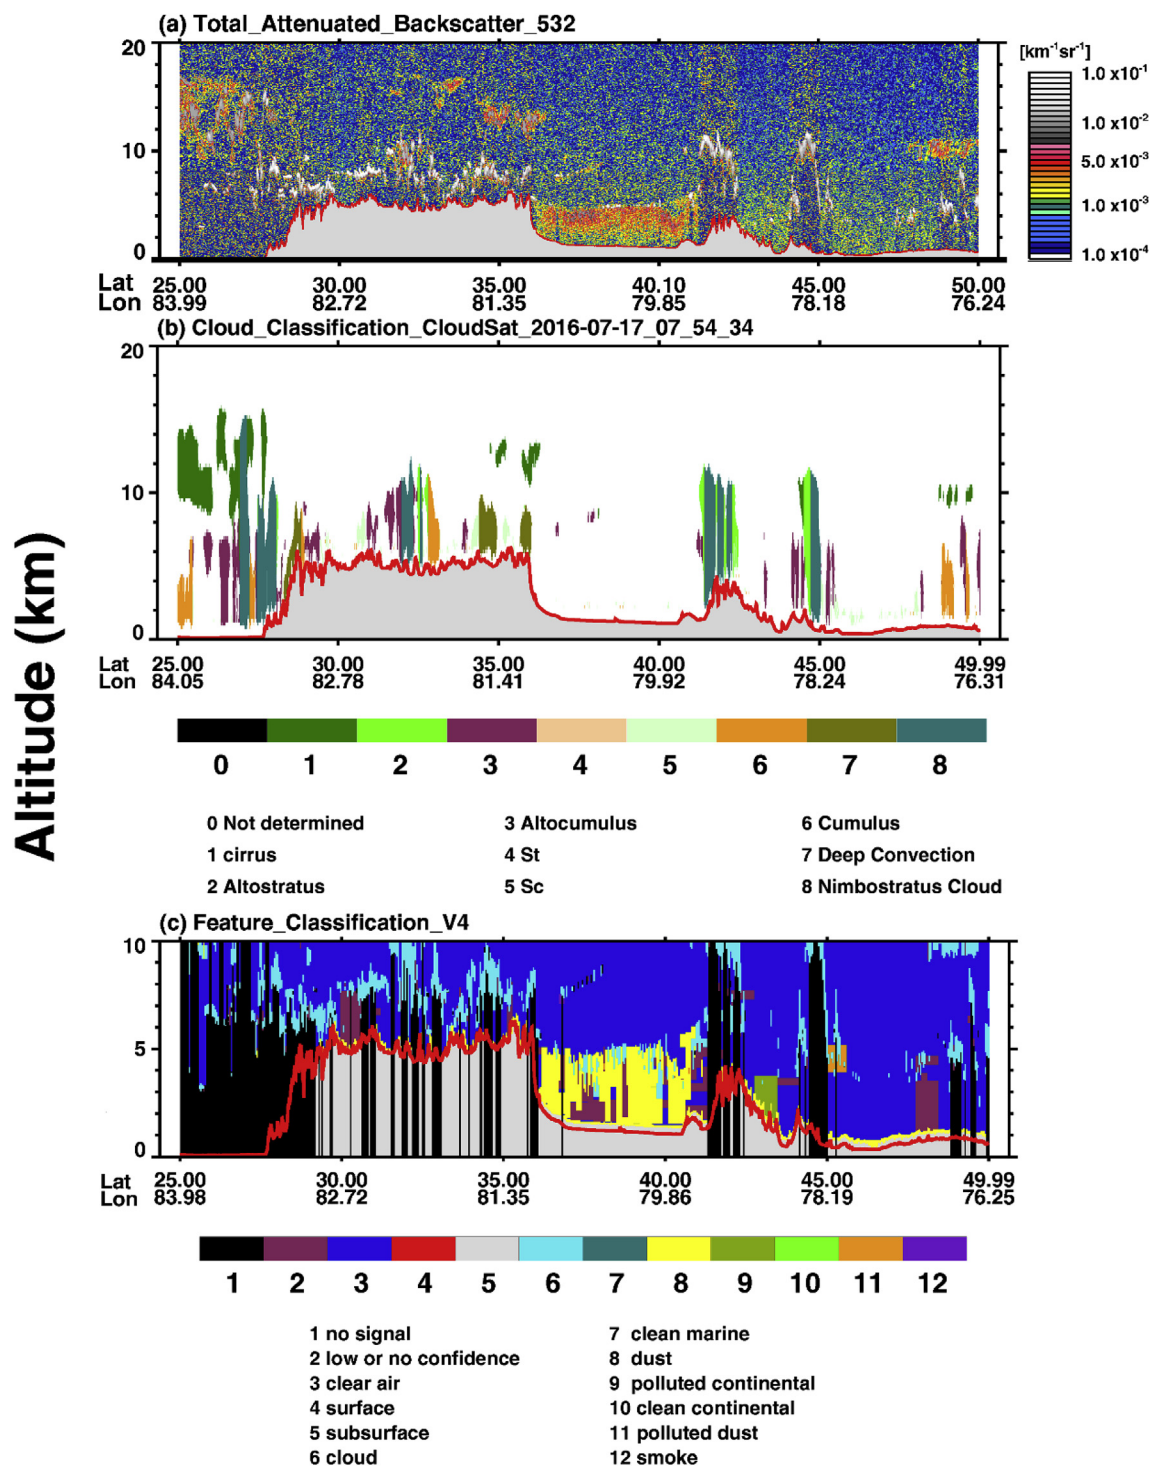 (a) Total_Attenuated_Backscatter_532
[km⁻¹sr⁻¹]
20
10
0
1.0 x10⁻¹
1.0 x10⁻²
5.0 x10⁻³
1.0 x10⁻³
1.0 x10⁻⁴
Lat 25.00 30.00 35.00 40.10 45.00 50.00
Lon 83.99 82.72 81.35 79.85 78.18 76.24
(b) Cloud_Classification_CloudSat_2016-07-17_07_54_34
20
10
0
Lat 25.00 30.00 35.00 40.00 45.00 49.99
Lon 84.05 82.78 81.41 79.92 78.24 76.31
Altitude (km)
0 1 2 3 4 5 6 7 8
0 Not determined 3 Altocumulus 6 Cumulus
1 cirrus 4 St 7 Deep Convection
2 Altostratus 5 Sc 8 Nimbostratus Cloud
(c) Feature_Classification_V4
10
5
0
Lat 25.00 30.00 35.00 40.00 45.00 49.99
Lon 83.98 82.72 81.35 79.86 78.19 76.25
1 2 3 4 5 6 7 8 9 10 11 12
1 no signal 7 clean marine
2 low or no confidence 8 dust
3 clear air 9 polluted continental
4 surface 10 clean continental
5 subsurface 11 polluted dust
6 cloud 12 smoke